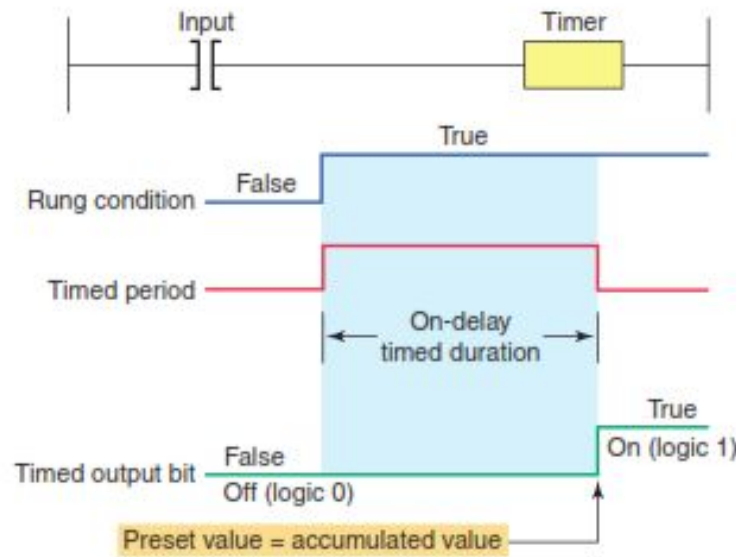 Input
Timer
True
False
Rung condition
Timed period
On-delay
timed duration
True
False
On (logic 1)
Timed output bit
Off (logic 0)
Preset value = accumulated value